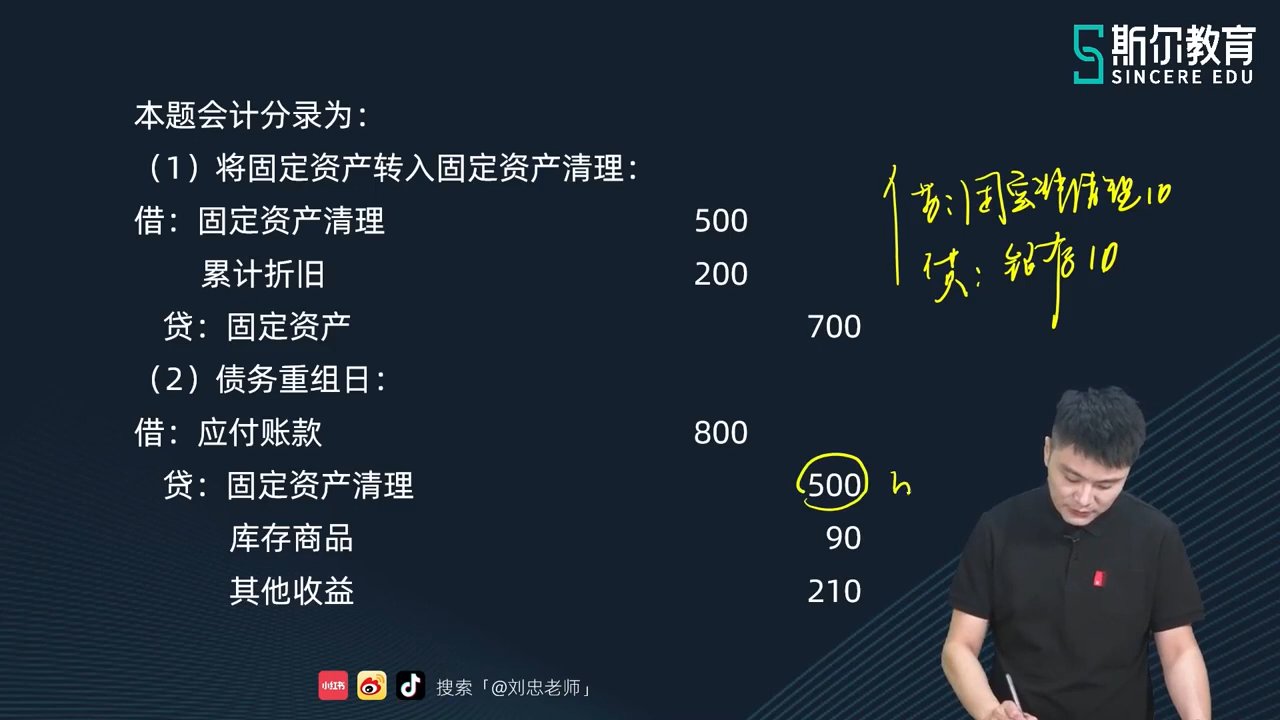 斯尔教育
SINCERE EDU
本题会计分录为：
（1）将固定资产转入固定资产清理：
借：固定资产清理 500
累计折旧 200
贷：固定资产 700
（2）债务重组日：
借：应付账款 800
贷：固定资产清理 500
库存商品 90
其他收益 210
借：固定资产清理 10
贷：银存 10
小红书 搜索「@刘忠老师」